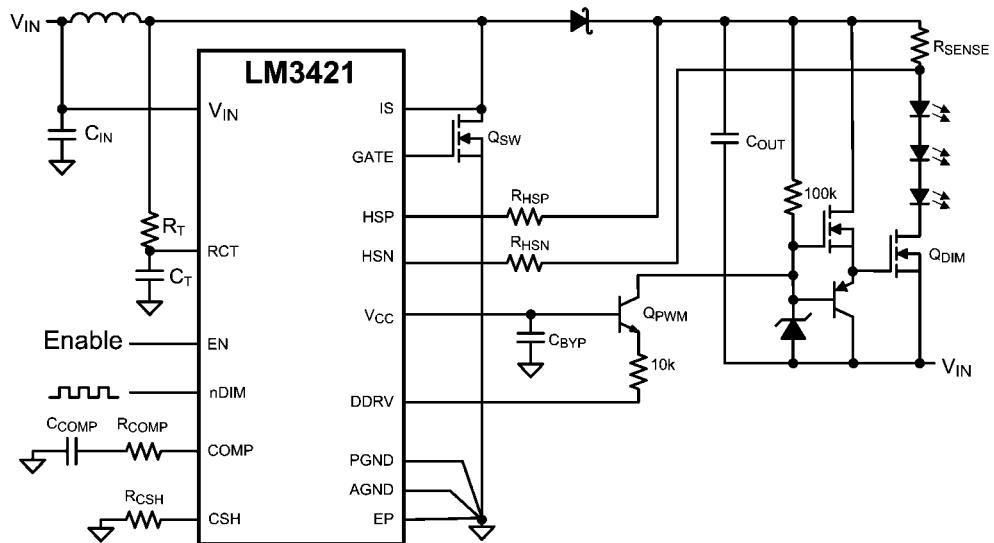 VIN
LM3421
RSENSE
VIN
IS
CIN
QSW
COUT
GATE
100k
RHSP
RT
HSP
RCT
RHSN
HSN
QDIM
CT
VCC
QPWM
CBYP
Enable
EN
10k
VIN
nDIM
DDRV
CCOMP
RCOMP
COMP
PGND
AGND
RCSH
CSH
EP